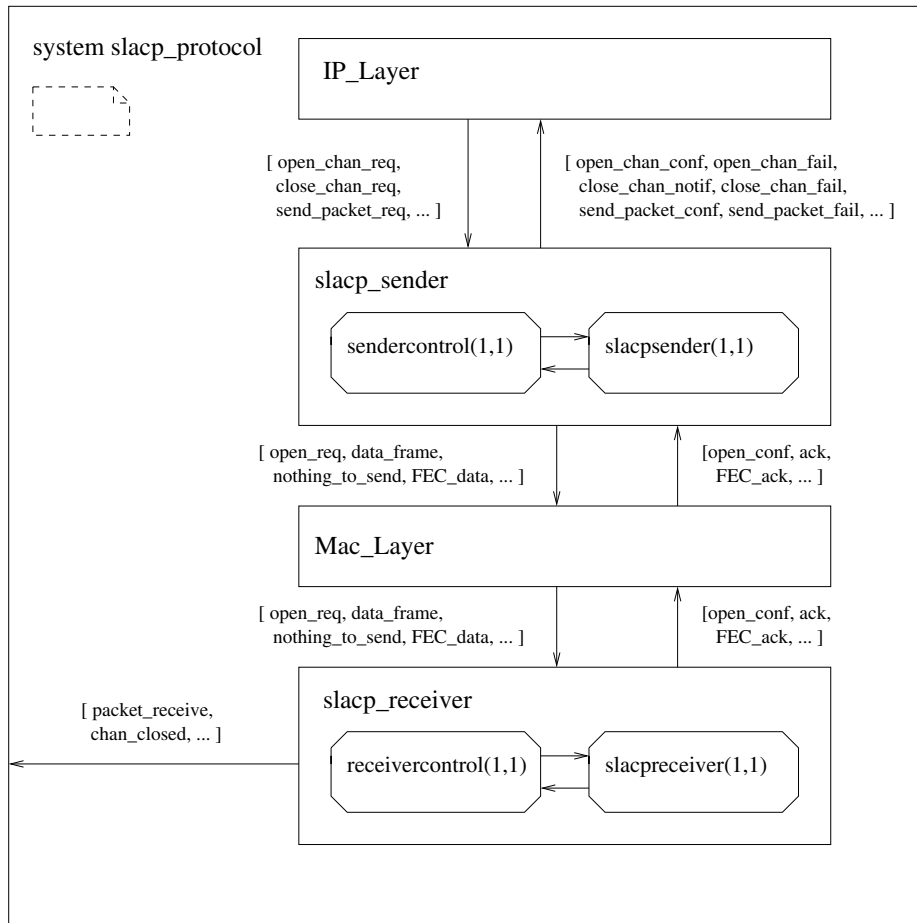 system slacp_protocol
IP_Layer
[ open_chan_req,
close_chan_req,
send_packet_req, ... ]
[ open_chan_conf, open_chan_fail,
close_chan_notif, close_chan_fail,
send_packet_conf, send_packet_fail, ... ]
slacp_sender
sendercontrol(1,1)
slacpsender(1,1)
[ open_req, data_frame,
nothing_to_send, FEC_data, ... ]
[open_conf, ack,
FEC_ack, ... ]
Mac_Layer
[ open_req, data_frame,
nothing_to_send, FEC_data, ... ]
[open_conf, ack,
FEC_ack, ... ]
slacp_receiver
[ packet_receive,
chan_closed, ... ]
receivercontrol(1,1)
slacpreceiver(1,1)